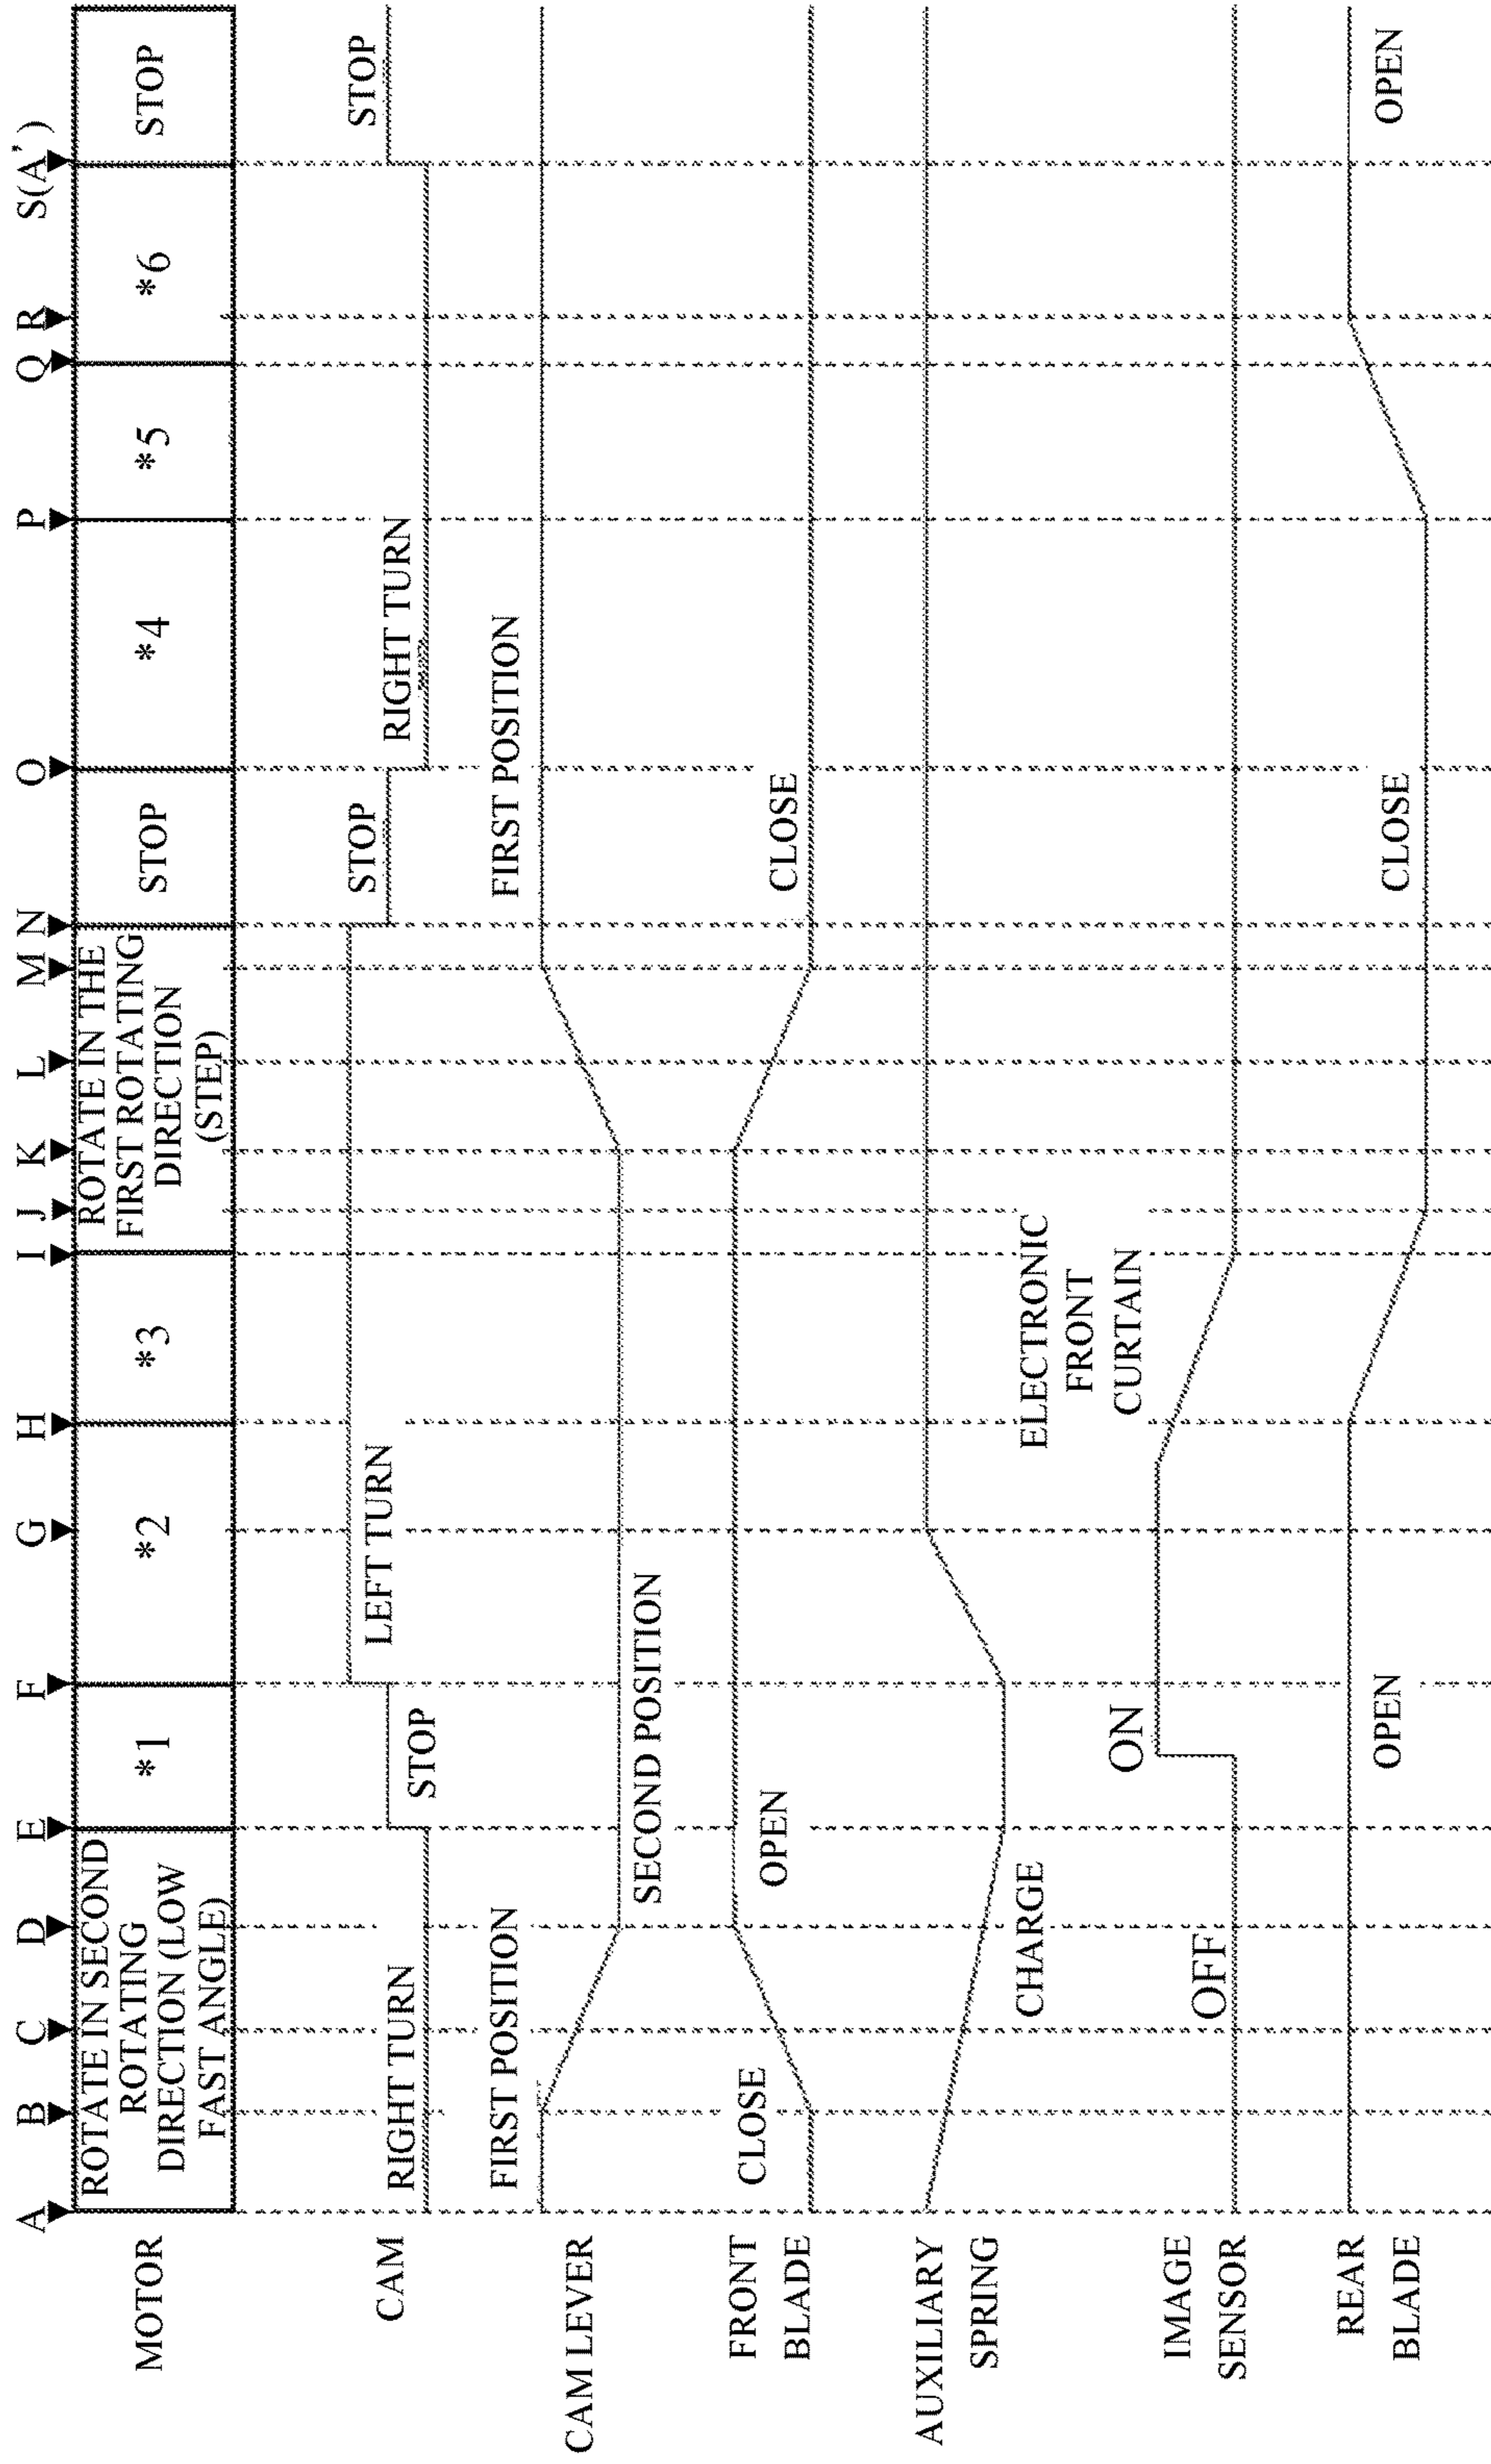 A B C D E F G H I J K L M N O P Q R S(A')
MOTOR
ROTATE IN SECOND
ROTATING
DIRECTION (LOW
FAST ANGLE)
*1
*2
*3
ROTATE IN THE
FIRST ROTATING
DIRECTION
(STEP)
STOP
*4
*5
*6
STOP
CAM
RIGHT TURN
STOP
LEFT TURN
STOP
RIGHT TURN
STOP
CAM LEVER
FIRST POSITION
SECOND POSITION
FIRST POSITION
FRONT
BLADE
CLOSE
OPEN
CLOSE
AUXILIARY
SPRING
CHARGE
IMAGE
SENSOR
OFF
ON
ELECTRONIC
FRONT
CURTAIN
REAR
BLADE
OPEN
CLOSE
OPEN